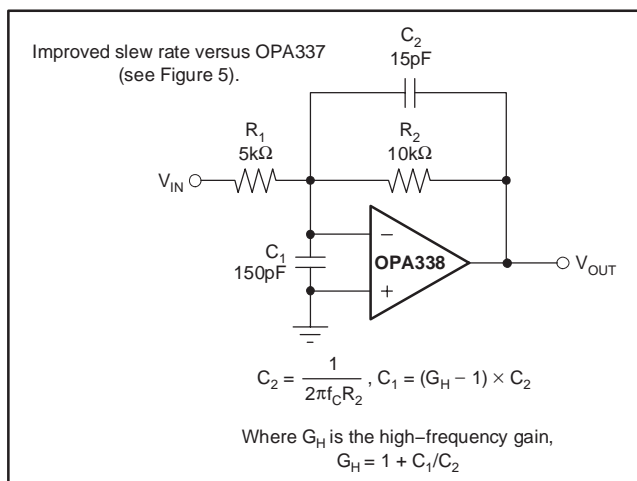 Improved slew rate versus OPA337
(see Figure 5).
C2
15pF
R1
5kΩ
R2
10kΩ
VIN
C1
150pF
−
OPA338
+
VOUT
C2 = 1 / 2πfCR2 , C1 = (GH − 1) × C2
Where GH is the high−frequency gain,
GH = 1 + C1/C2